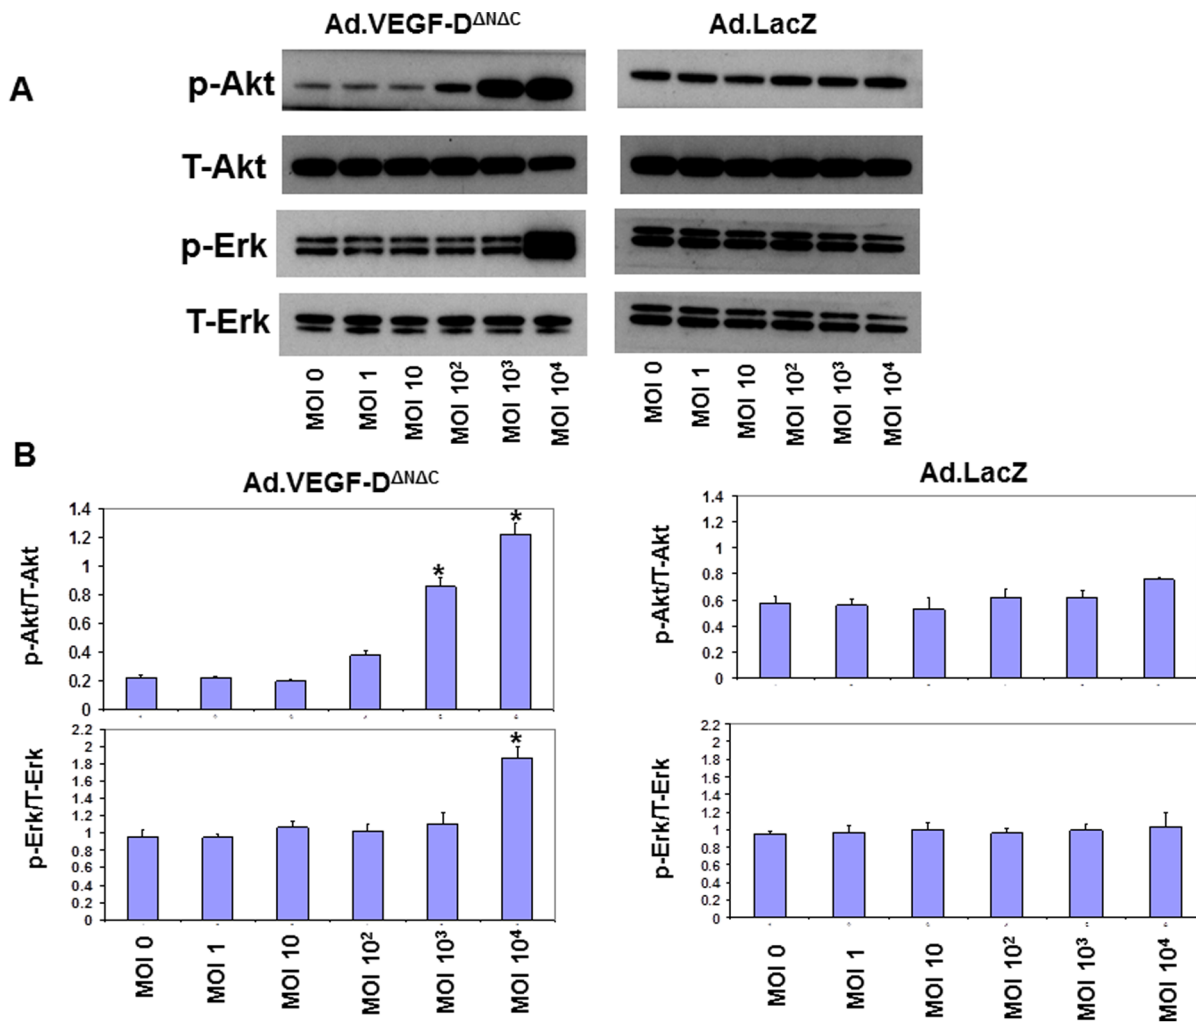 Ad.VEGF-D^ΔNΔC Ad.LacZ
A
p-Akt
T-Akt
p-Erk
T-Erk
MOI 0 MOI 1 MOI 10 MOI 10² MOI 10³ MOI 10⁴
MOI 0 MOI 1 MOI 10 MOI 10² MOI 10³ MOI 10⁴
B
Ad.VEGF-D^ΔNΔC
p-Akt/T-Akt
1.4
1.2
1
0.8
0.6
0.4
0.2
0
* *
p-Erk/T-Erk
2.2
2
1.8
1.6
1.4
1.2
1
0.8
0.6
0.4
0.2
0
*
MOI 0 MOI 1 MOI 10 MOI 10² MOI 10³ MOI 10⁴
Ad.LacZ
p-Akt/T-Akt
1.4
1.2
1
0.8
0.6
0.4
0.2
0
p-Erk/T-Erk
2.2
2
1.8
1.6
1.4
1.2
1
0.8
0.6
0.4
0.2
0
MOI 0 MOI 1 MOI 10 MOI 10² MOI 10³ MOI 10⁴